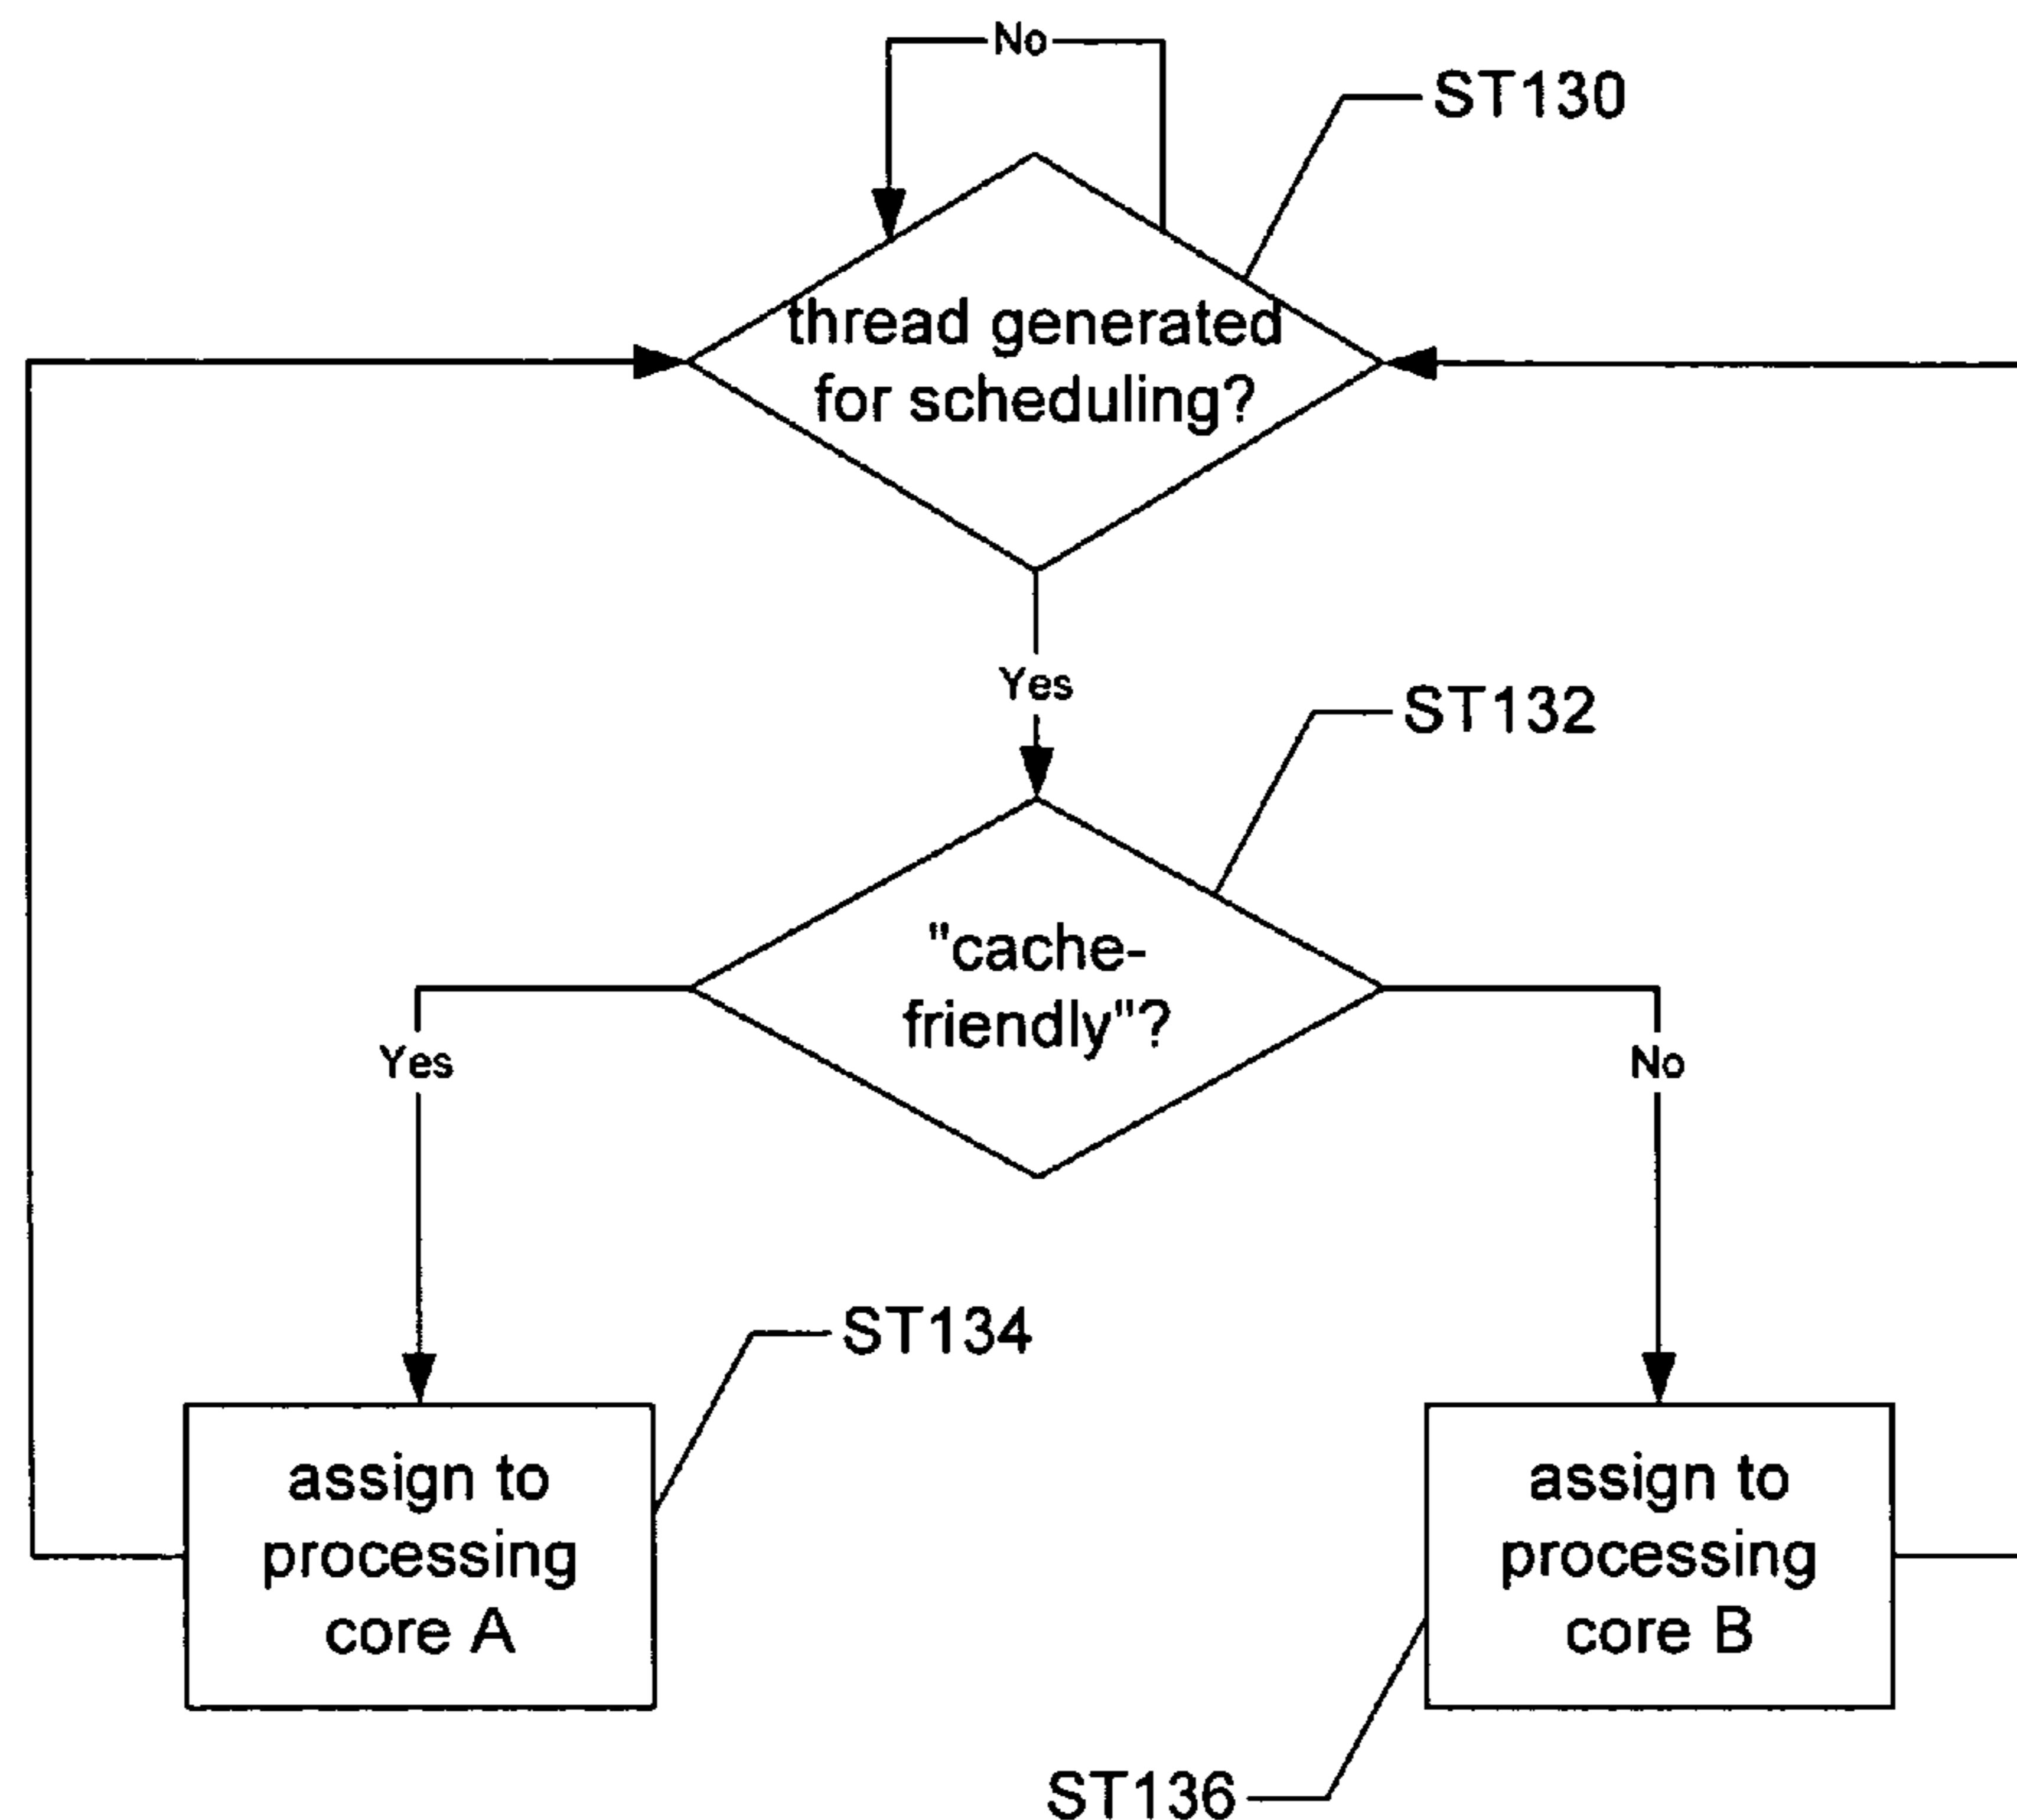 No
ST130
thread generated
for scheduling?
Yes
ST132
"cache-
friendly"?
Yes
No
ST134
assign to
processing
core A
assign to
processing
core B
ST136